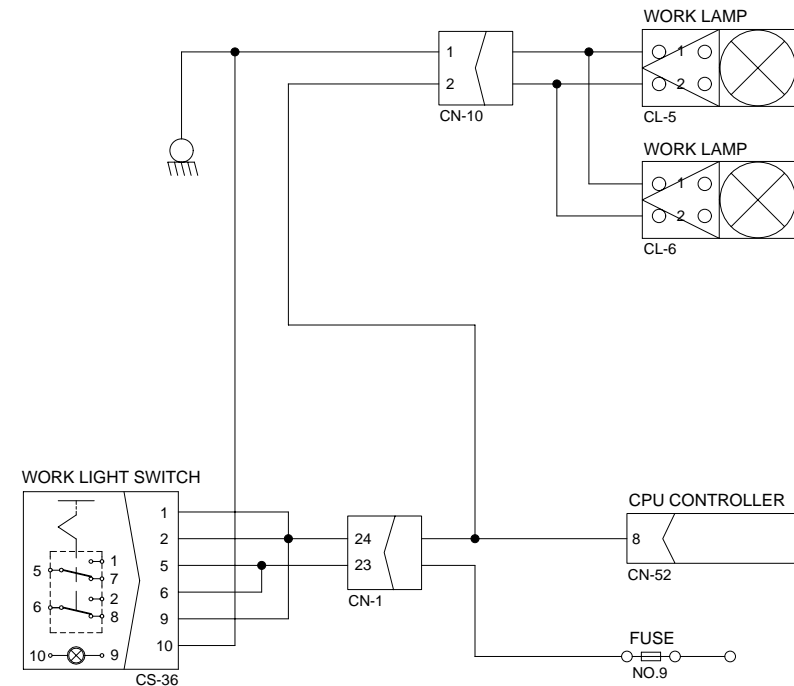 WORK LAMP
1
2
CN-10
1
2
CL-5
WORK LAMP
1
2
CL-6
WORK LIGHT SWITCH
1
5
7
2
6
8
10
9
1
2
5
6
9
10
CS-36
24
23
CN-1
CPU CONTROLLER
8
CN-52
FUSE
NO.9